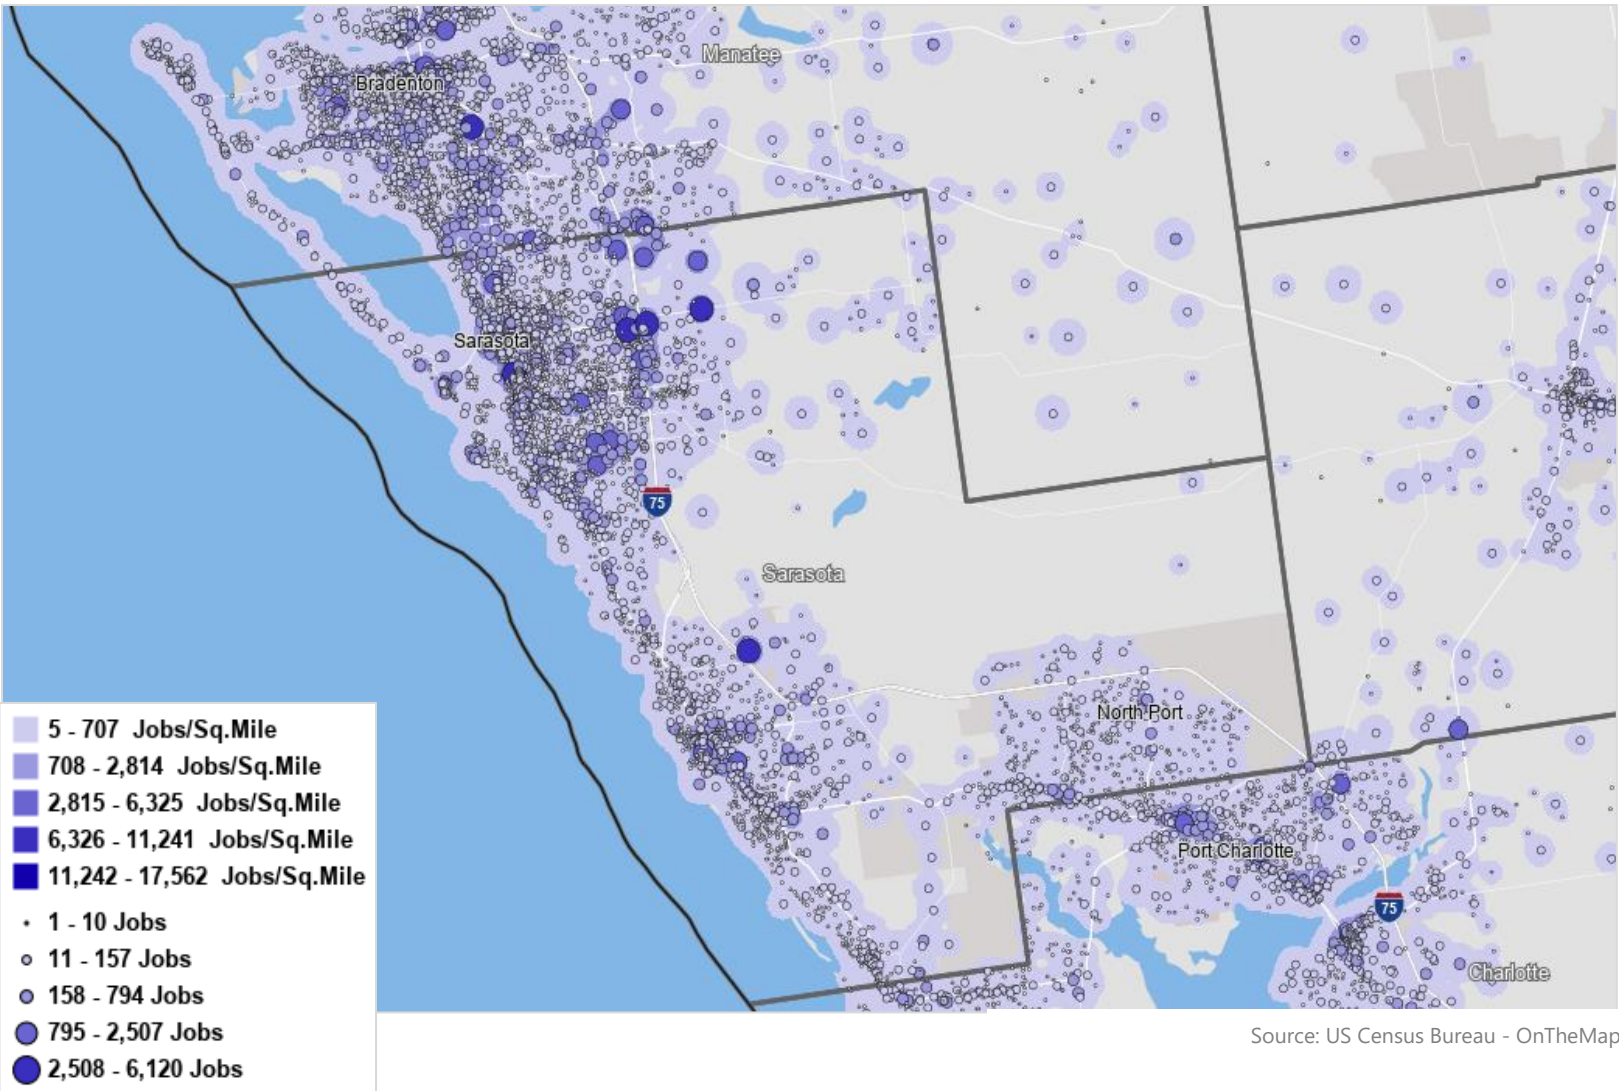 Manatee
Bradenton
Sarasota
75
Sarasota
North Port
Port Charlotte
75
Charlotte
5 - 707 Jobs/Sq.Mile
708 - 2,814 Jobs/Sq.Mile
2,815 - 6,325 Jobs/Sq.Mile
6,326 - 11,241 Jobs/Sq.Mile
11,242 - 17,562 Jobs/Sq.Mile
1 - 10 Jobs
11 - 157 Jobs
158 - 794 Jobs
795 - 2,507 Jobs
2,508 - 6,120 Jobs
Source: US Census Bureau - OnTheMap